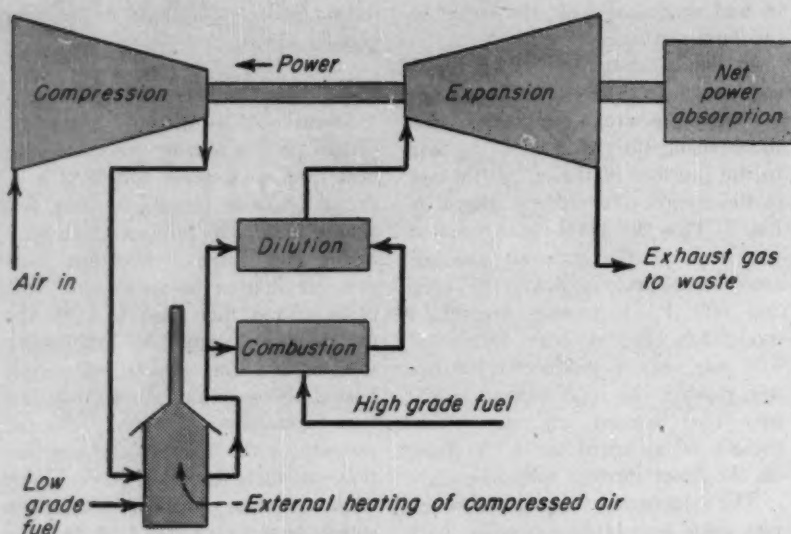 Compression
Power
Expansion
Net
power
absorption
Air in
Dilution
Exhaust gas
to waste
Combustion
High grade fuel
Low
grade
fuel
External heating of compressed air